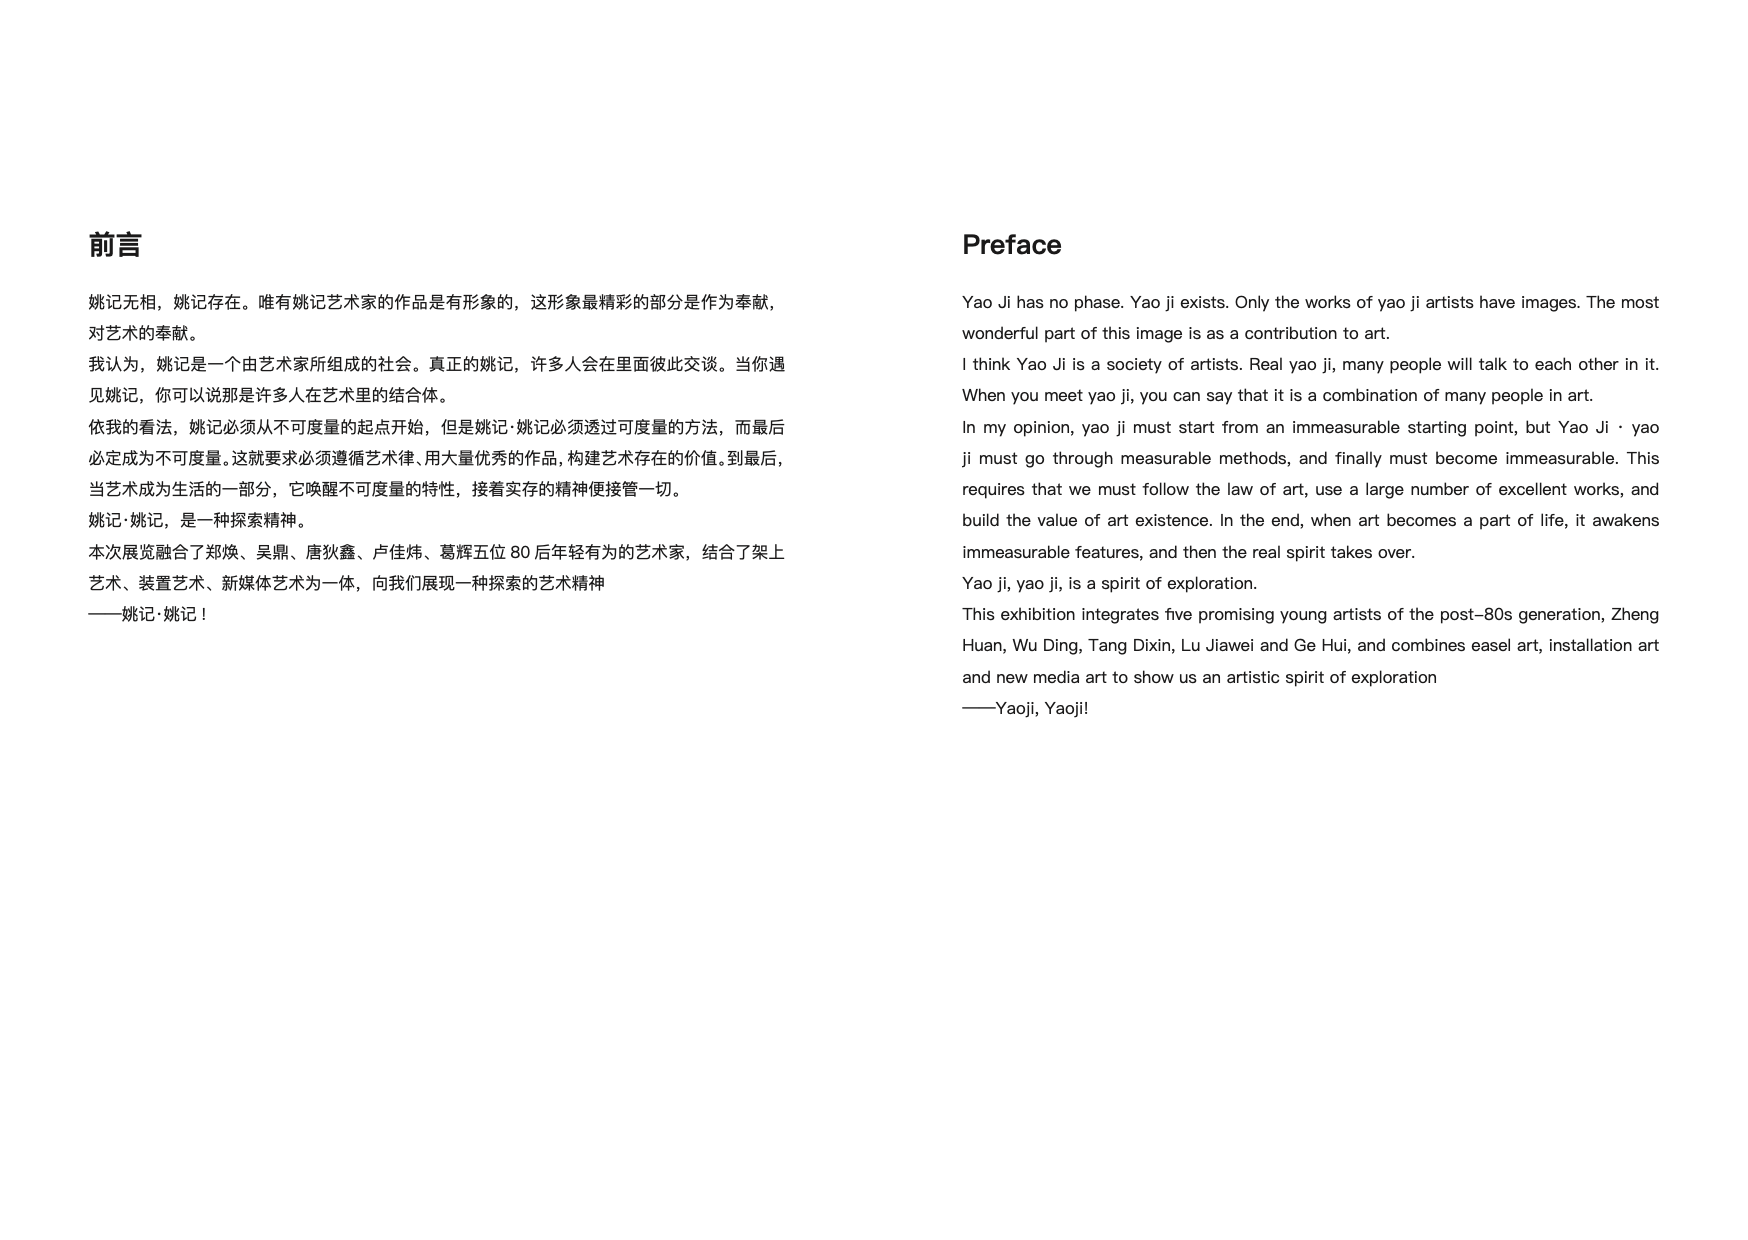 前言
姚记无相，姚记存在。唯有姚记艺术家的作品是有形象的，这形象最精彩的部分是作为奉献，
对艺术的奉献。
我认为，姚记是一个由艺术家所组成的社会。真正的姚记，许多人会在里面彼此交谈。当你遇
见姚记，你可以说那是许多人在艺术里的结合体。
依我的看法，姚记必须从不可度量的起点开始，但是姚记·姚记必须透过可度量的方法，而最后
必定成为不可度量。这就要求必须遵循艺术律、用大量优秀的作品，构建艺术存在的价值。到最后，
当艺术成为生活的一部分，它唤醒不可度量的特性，接着实存的精神便接管一切。
姚记·姚记，是一种探索精神。
本次展览融合了郑焕、吴鼎、唐狄鑫、卢佳炜、葛辉五位 80 后年轻有为的艺术家，结合了架上
艺术、装置艺术、新媒体艺术为一体，向我们展现一种探索的艺术精神
——姚记·姚记！
Preface
Yao Ji has no phase. Yao ji exists. Only the works of yao ji artists have images. The most
wonderful part of this image is as a contribution to art.
I think Yao Ji is a society of artists. Real yao ji, many people will talk to each other in it.
When you meet yao ji, you can say that it is a combination of many people in art.
In my opinion, yao ji must start from an immeasurable starting point, but Yao Ji · yao
ji must go through measurable methods, and finally must become immeasurable. This
requires that we must follow the law of art, use a large number of excellent works, and
build the value of art existence. In the end, when art becomes a part of life, it awakens
immeasurable features, and then the real spirit takes over.
Yao ji, yao ji, is a spirit of exploration.
This exhibition integrates five promising young artists of the post-80s generation, Zheng
Huan, Wu Ding, Tang Dixin, Lu Jiawei and Ge Hui, and combines easel art, installation art
and new media art to show us an artistic spirit of exploration
——Yaoji, Yaoji!